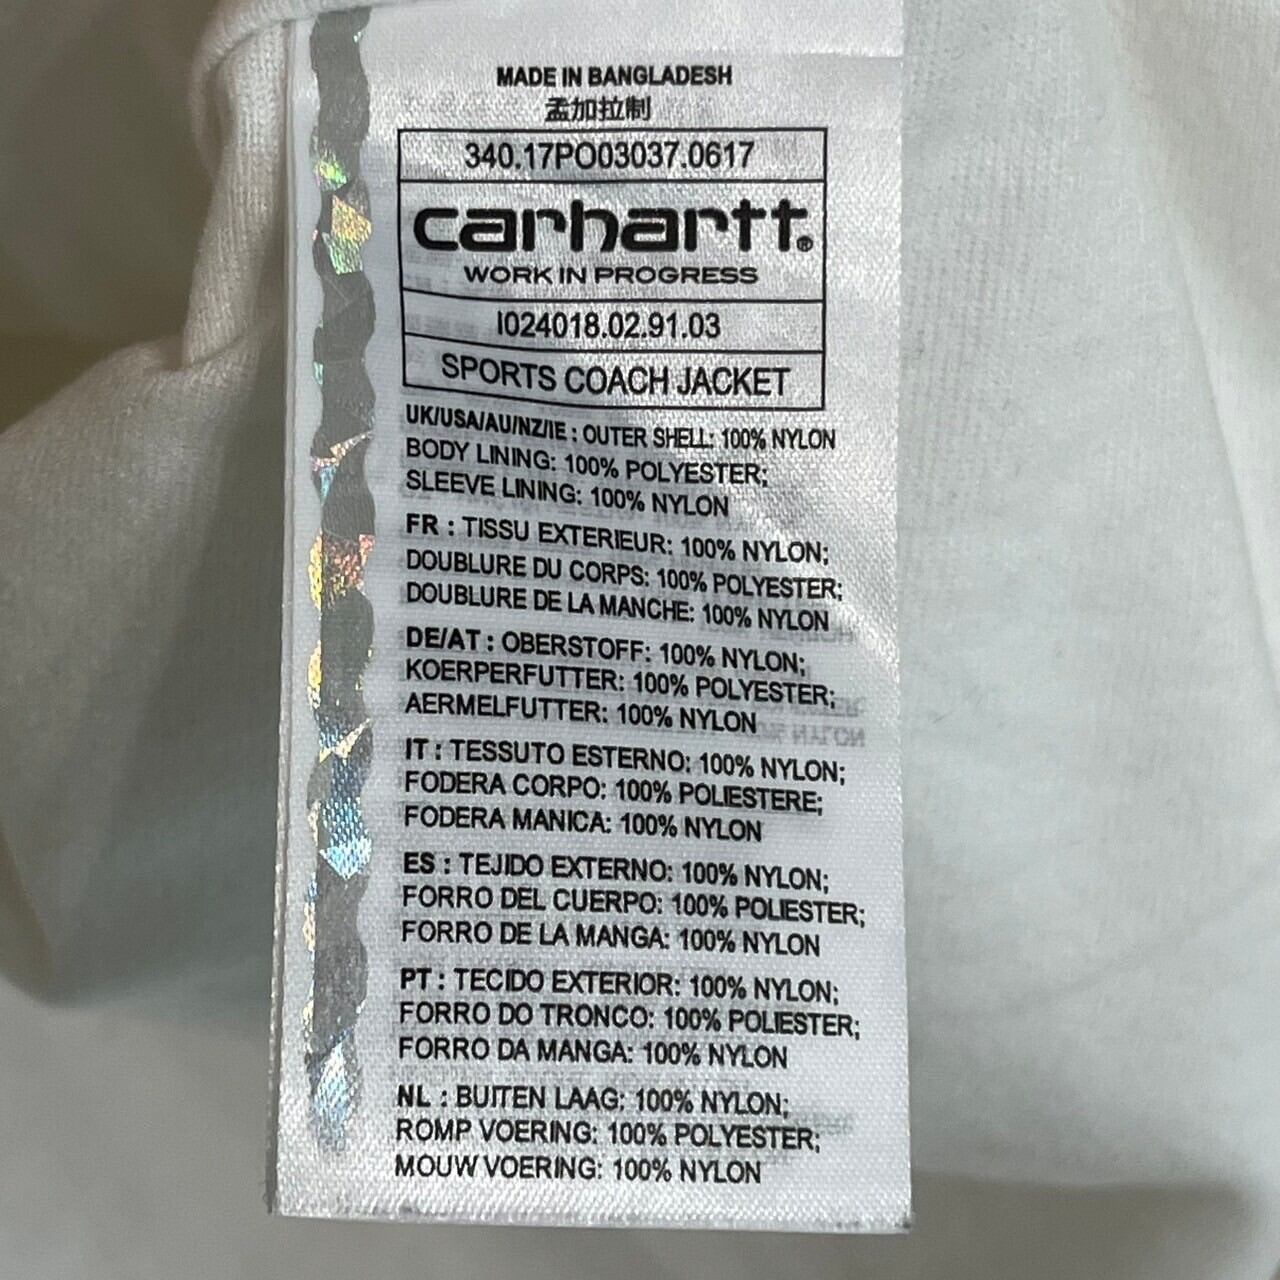 MADE IN BANGLADESH
孟加拉制
340.17PO03037.0617
carhartt®
WORK IN PROGRESS
I024018.02.91.03
SPORTS COACH JACKET
UK/USA/AU/NZ/IE : OUTER SHELL: 100% NYLON
BODY LINING: 100% POLYESTER;
SLEEVE LINING: 100% NYLON
FR : TISSU EXTERIEUR: 100% NYLON;
DOUBLURE DU CORPS: 100% POLYESTER;
DOUBLURE DE LA MANCHE: 100% NYLON
DE/AT : OBERSTOFF: 100% NYLON;
KOERPERFUTTER: 100% POLYESTER;
AERMELFUTTER: 100% NYLON
IT : TESSUTO ESTERNO: 100% NYLON;
FODERA CORPO: 100% POLIESTERE;
FODERA MANICA: 100% NYLON
ES : TEJIDO EXTERNO: 100% NYLON;
FORRO DEL CUERPO: 100% POLIESTER;
FORRO DE LA MANGA: 100% NYLON
PT : TECIDO EXTERIOR: 100% NYLON;
FORRO DO TRONCO: 100% POLIESTER;
FORRO DA MANGA: 100% NYLON
NL : BUITEN LAAG: 100% NYLON;
ROMP VOERING: 100% POLYESTER;
MOUW VOERING: 100% NYLON